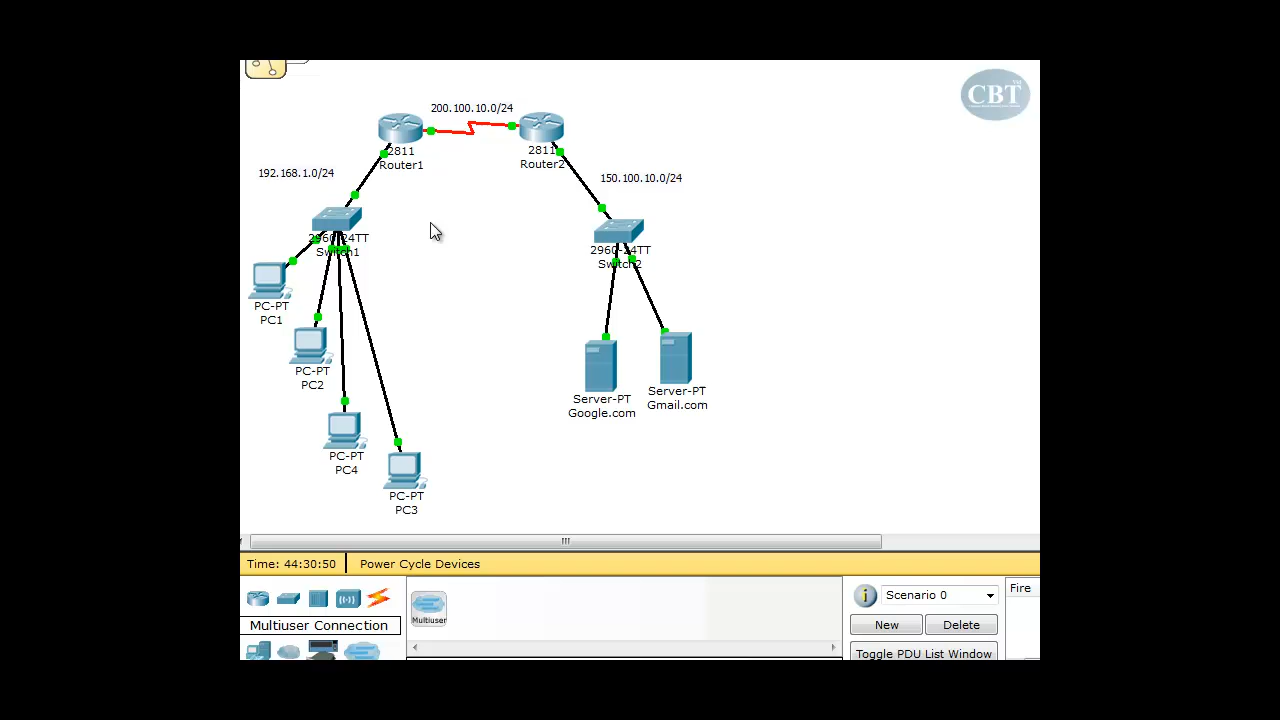 CBT
200.100.10.0/24
2811
Router1
2811
Router2
192.168.1.0/24
150.100.10.0/24
2960-24TT
Switch1
2960-24TT
Switch2
PC-PT
PC1
PC-PT
PC2
Server-PT
Google.com
Server-PT
Gmail.com
PC-PT
PC4
PC-PT
PC3
Time: 44:30:50
Power Cycle Devices
Scenario 0
Fire
Multiuser
Multiuser Connection
New
Delete
Toggle PDU List Window